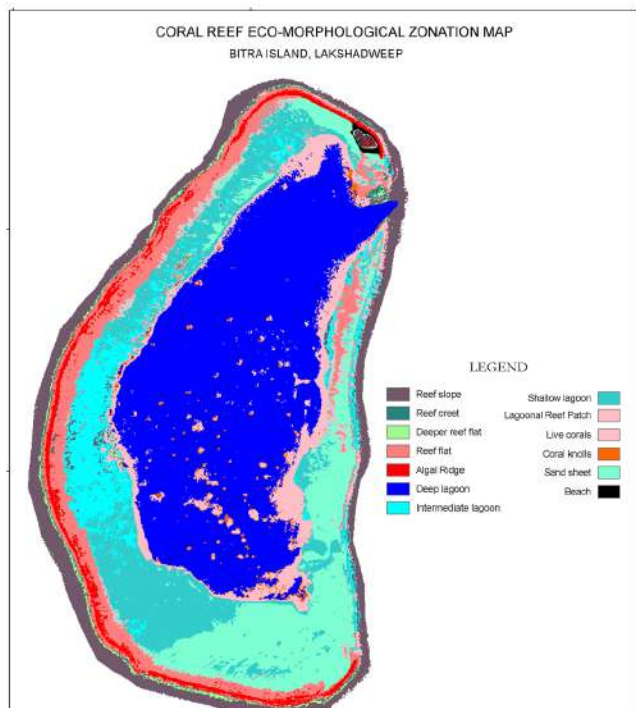 CORAL REEF ECO-MORPHOLOGICAL ZONATION MAP
BITRA ISLAND, LAKSHADWEEP
LEGEND
Reef slope
Reef crest
Deeper reef flat
Reef flat
Algal Ridge
Deep lagoon
Intermediate lagoon
Shallow lagoon
Lagoonal Reef Patch
Live corals
Coral knolls
Sand sheet
Beach